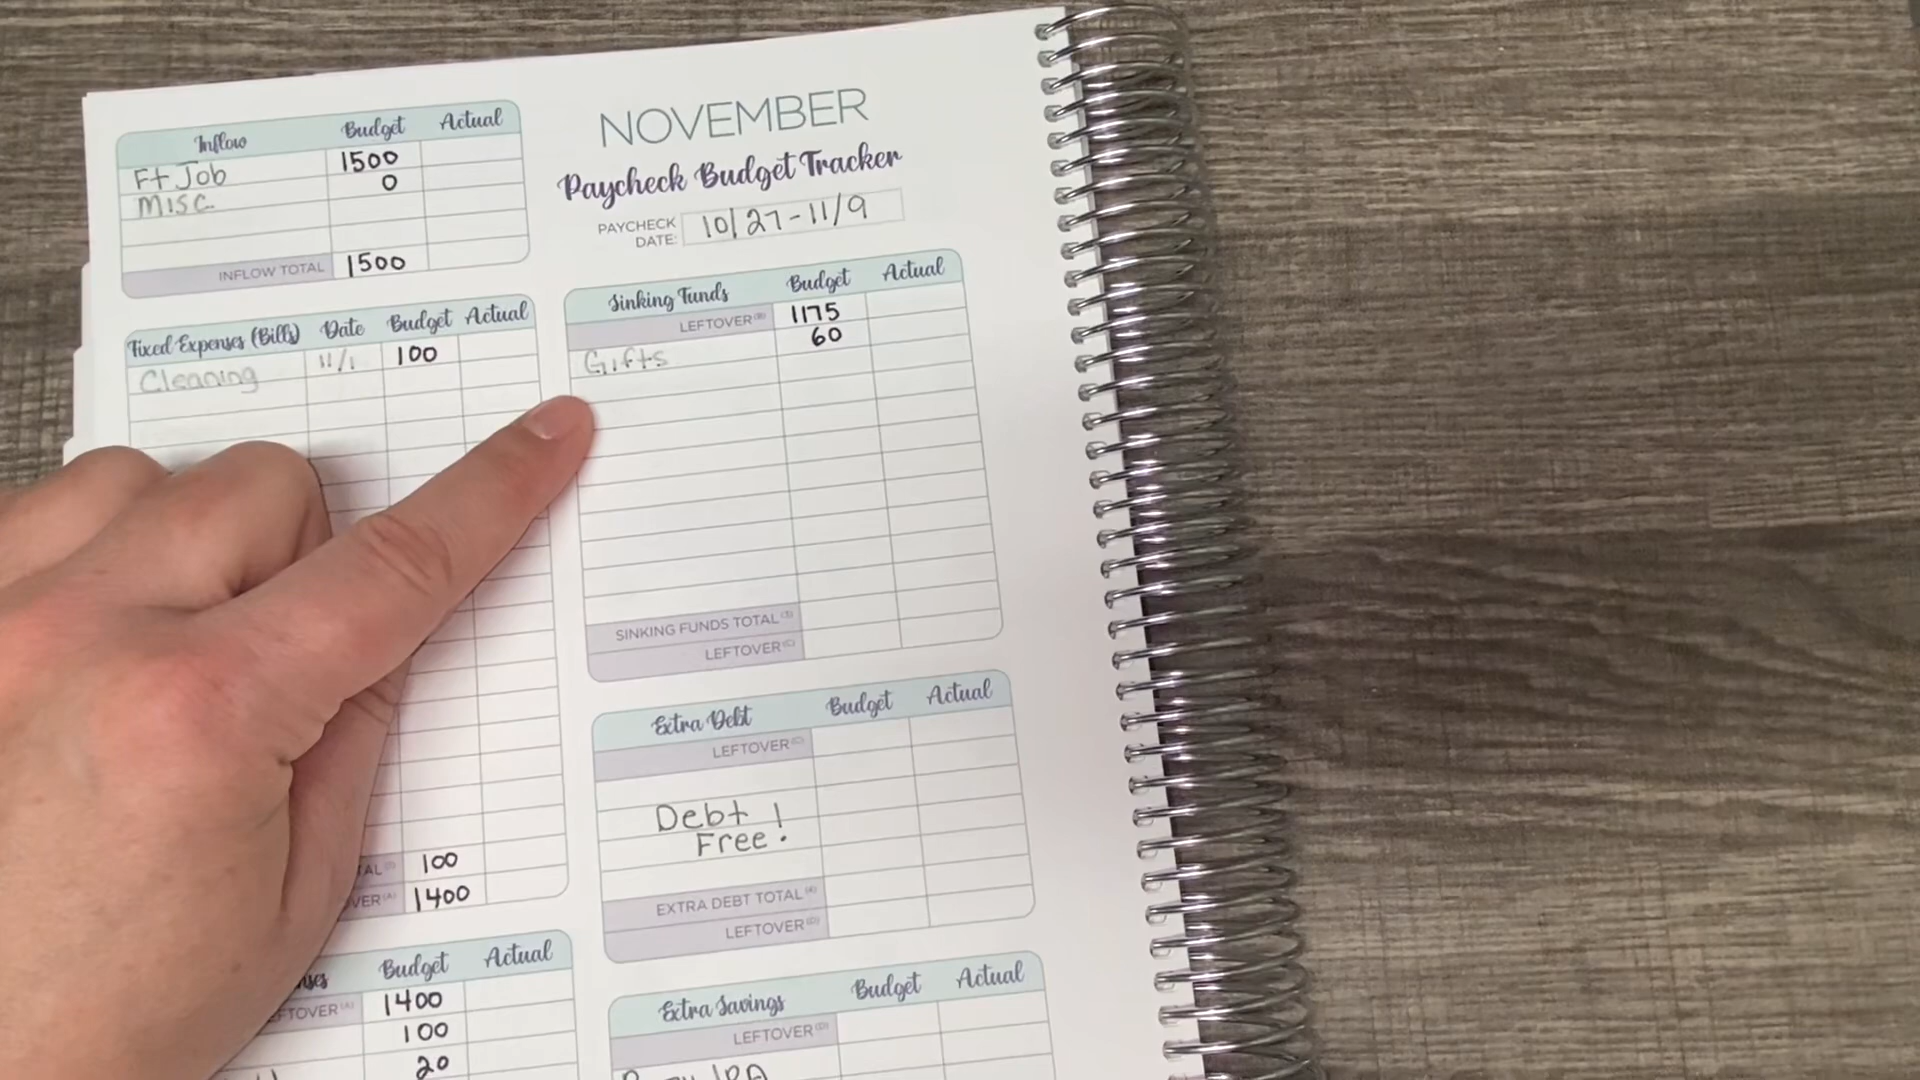 Inflow Budget Actual
Ft Job 1500
Misc 0
INFLOW TOTAL 1500
Fixed Expenses (Bills) Date Budget Actual
Cleaning 11/1 100
100
1400
Budget Actual
1400
100
20
NOVEMBER
Paycheck Budget Tracker
PAYCHECK DATE: 10/27-11/9
Sinking Funds Budget Actual
LEFTOVER (B) 1175
Gifts 60
SINKING FUNDS TOTAL (3)
LEFTOVER (C)
Extra Debt Budget Actual
LEFTOVER (C)
Debt !
Free!
EXTRA DEBT TOTAL (4)
LEFTOVER (D)
Extra Savings Budget Actual
LEFTOVER (D)
IRA